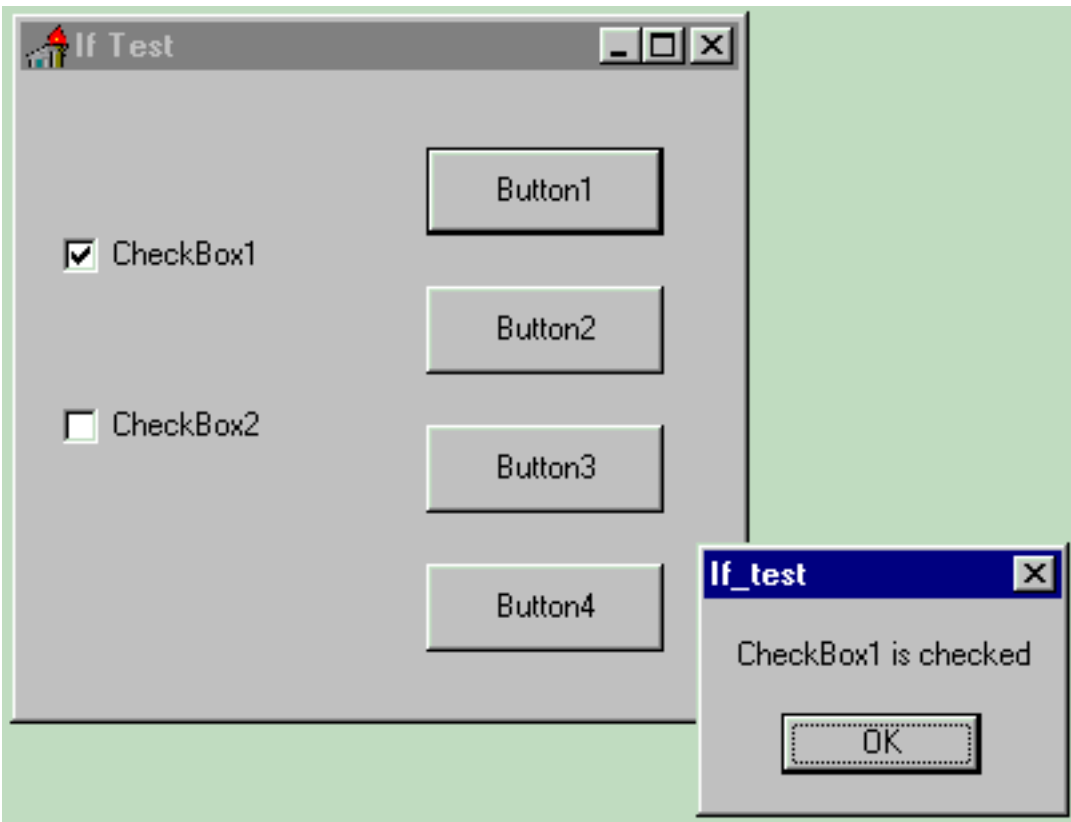 If Test
Button1
CheckBox1
Button2
CheckBox2
Button3
Button4
If_test
CheckBox1 is checked
OK